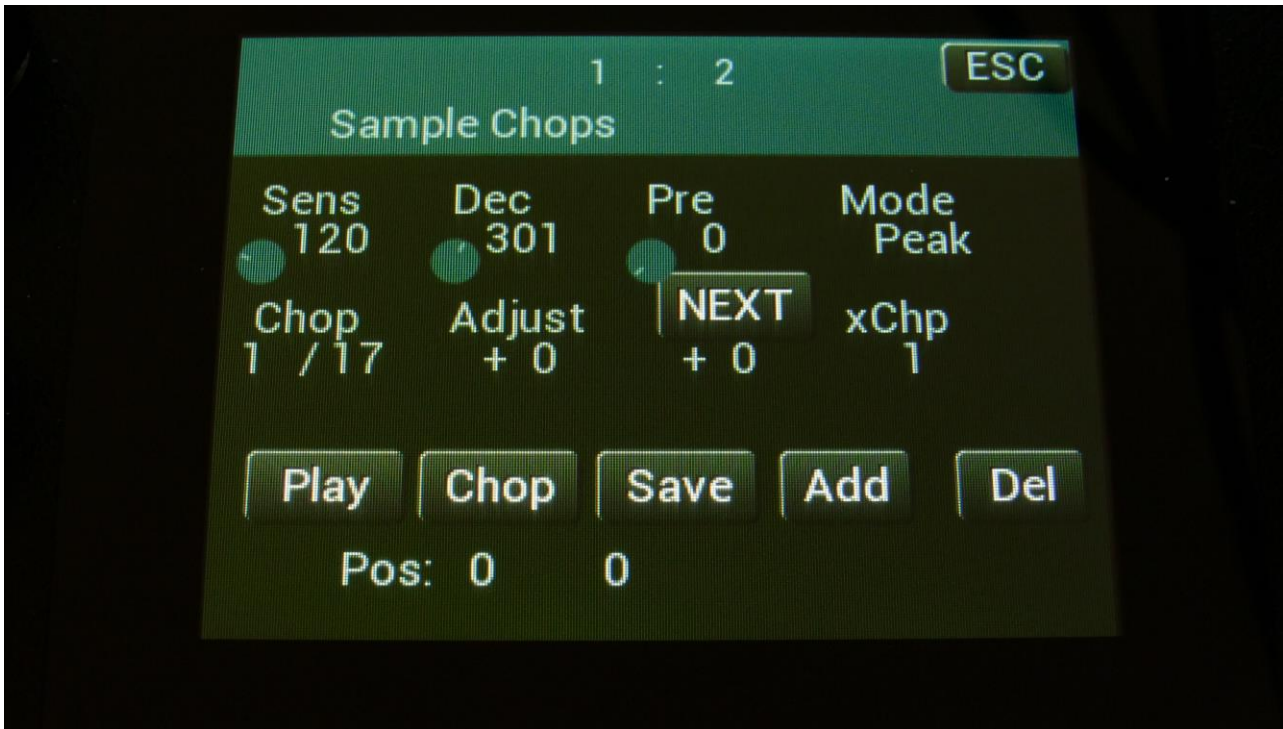 1 : 2 ESC
Sample Chops
Sens Dec Pre Mode
120 301 0 Peak
NEXT
Chop Adjust xChp
1 / 17 + 0 + 0 1
Play Chop Save Add Del
Pos: 0 0